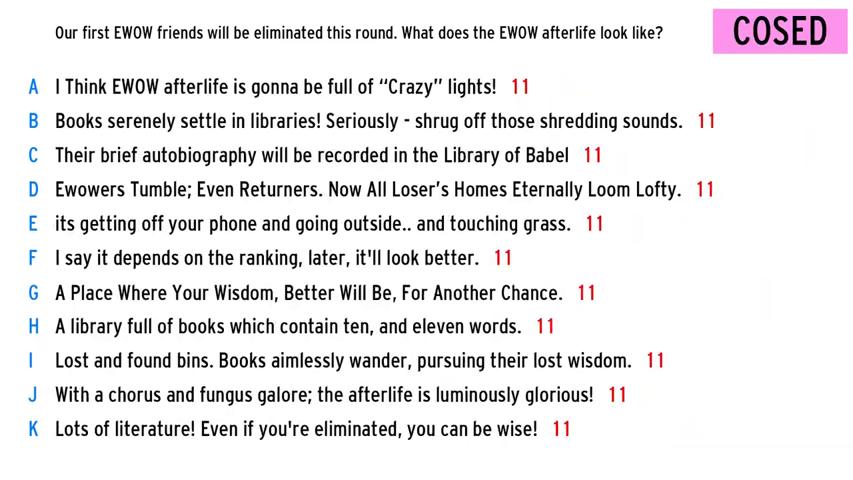 Our first EWOW friends will be eliminated this round. What does the EWOW afterlife look like?
COSED
A I Think EWOW afterlife is gonna be full of “Crazy” lights! 11
B Books serenely settle in libraries! Seriously - shrug off those shredding sounds. 11
C Their brief autobiography will be recorded in the Library of Babel 11
D Ewowers Tumble; Even Returners. Now All Loser’s Homes Eternally Loom Lofty. 11
E its getting off your phone and going outside.. and touching grass. 11
F I say it depends on the ranking, later, it'll look better. 11
G A Place Where Your Wisdom, Better Will Be, For Another Chance. 11
H A library full of books which contain ten, and eleven words. 11
I Lost and found bins. Books aimlessly wander, pursuing their lost wisdom. 11
J With a chorus and fungus galore; the afterlife is luminously glorious! 11
K Lots of literature! Even if you're eliminated, you can be wise! 11